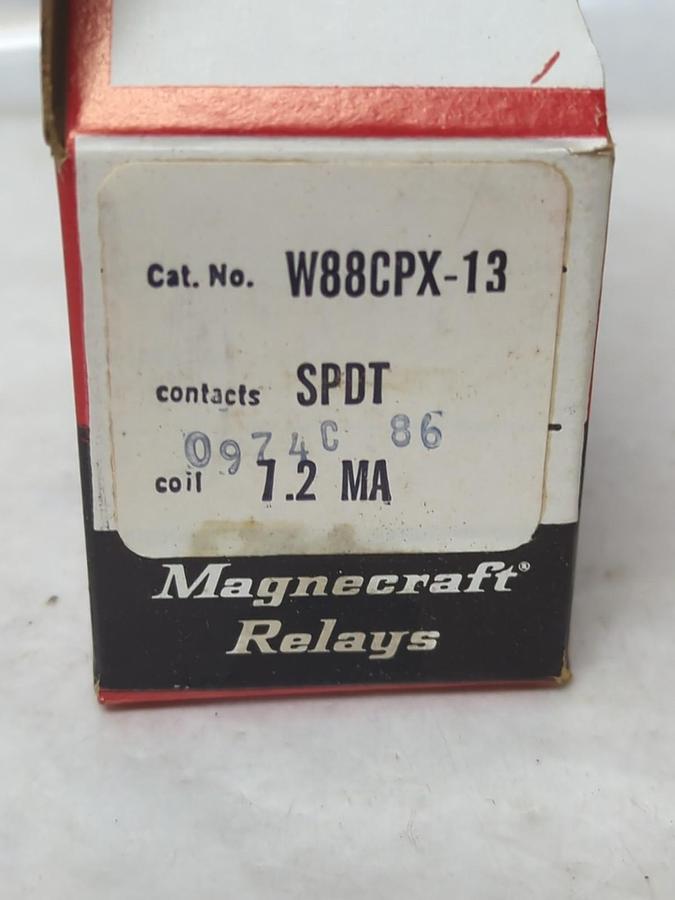 Cat. No. W88CPX-13
contacts SPDT
0974C 86
coil 7.2 MA
Magnecraft®
Relays